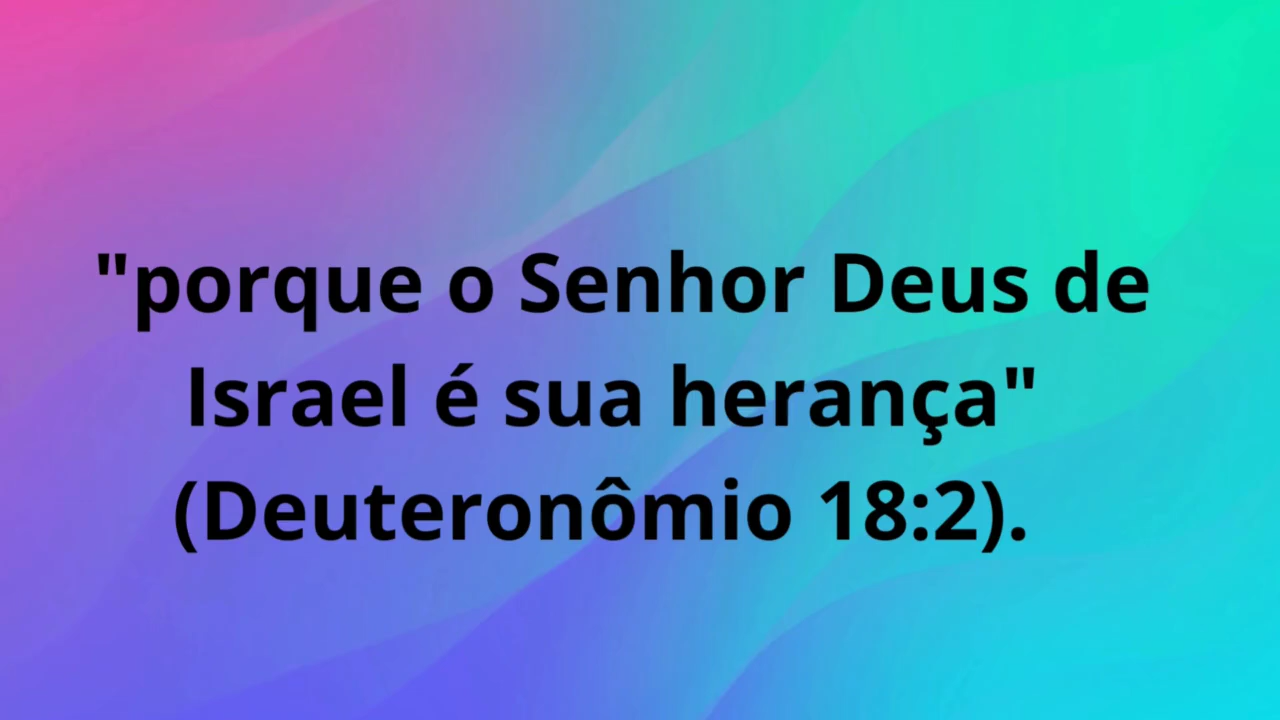 "porque o Senhor Deus de
Israel é sua herança"
(Deuteronômio 18:2).